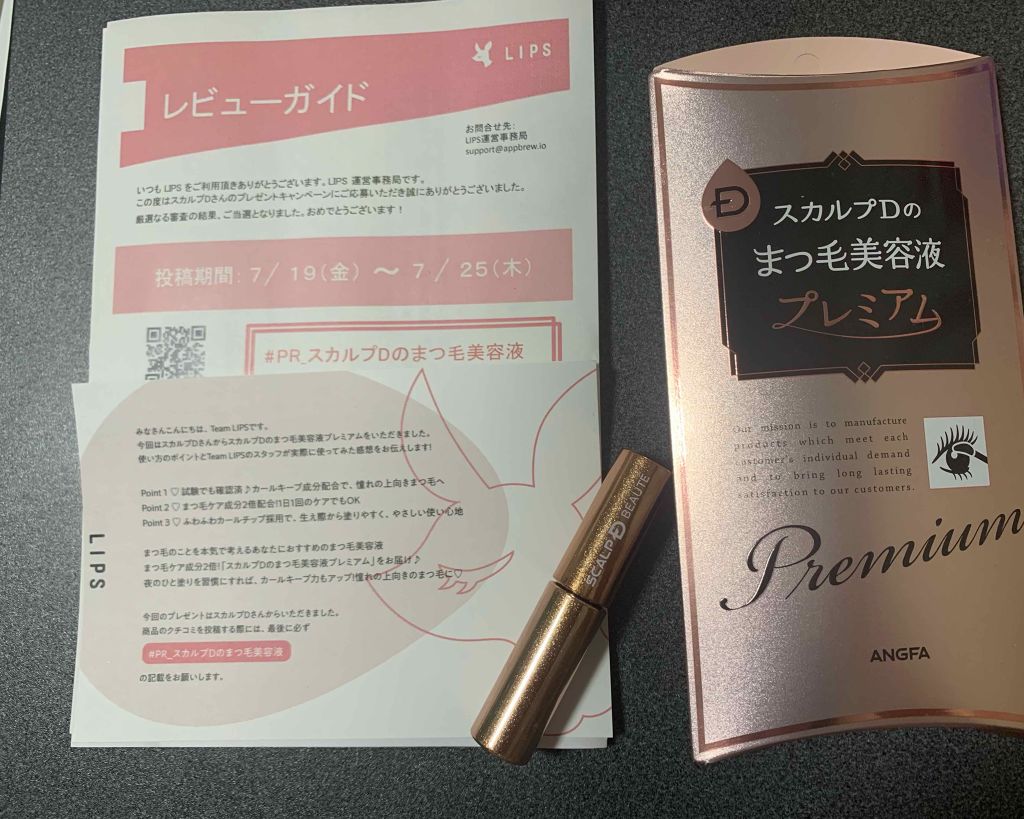 LIPS
レビューガイド
お問合せ先:
LIPS運営事務局
support@appbrew.io
いつも LIPS をご利用頂きありがとうございます。LIPS 運営事務局です。
この度はスカルプDさんのプレゼントキャンペーンにご応募いただき誠にありがとうございました。
厳選なる審査の結果、ご当選となりました。おめでとうございます！
投稿期間: 7/19(金) 〜 7/25(木)
#PR_スカルプDのまつ毛美容液
みなさんこんにちは、Team LIPSです。
今回はスカルプDさんからスカルプDのまつ毛美容液プレミアムをいただきました。
使い方のポイントとTeam LIPSのスタッフが実際に使ってみた感想をお伝えします!
Point 1 ♡ 試験でも確認済♪カールキープ成分配合で、憧れの上向きまつ毛へ
Point 2 ♡ まつ毛ケア成分2倍配合!1日1回のケアでもOK
Point 3 ♡ ふわふわカールチップ採用で、生え際から塗りやすく、やさしい使い心地
まつ毛のことを本気で考えるあなたにおすすめのまつ毛美容液
まつ毛ケア成分2倍!「スカルプDのまつ毛美容液プレミアム」をお届け♪
夜のひと塗りを習慣にすれば、カールキープ力もアップ!憧れの上向きのまつ毛に♡
今回のプレゼントはスカルプDさんからいただきました。
商品のクチコミを投稿する際には、最後に必ず
#PR_スカルプDのまつ毛美容液
の記載をお願いします。
LIPS
SCALP D BEAUTE
D
スカルプDの
まつ毛美容液
プレミアム
Our mission is to manufacture
products which meet each
customer's individual demand
and to bring long lasting
satisfaction to our customers.
Premium
ANGFA